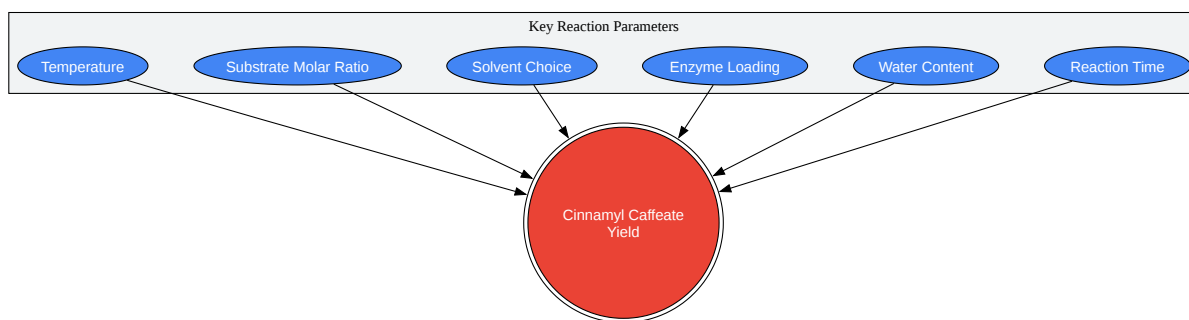 Key Reaction Parameters
Temperature
Substrate Molar Ratio
Solvent Choice
Enzyme Loading
Water Content
Reaction Time
Cinnamyl Caffeate
Yield